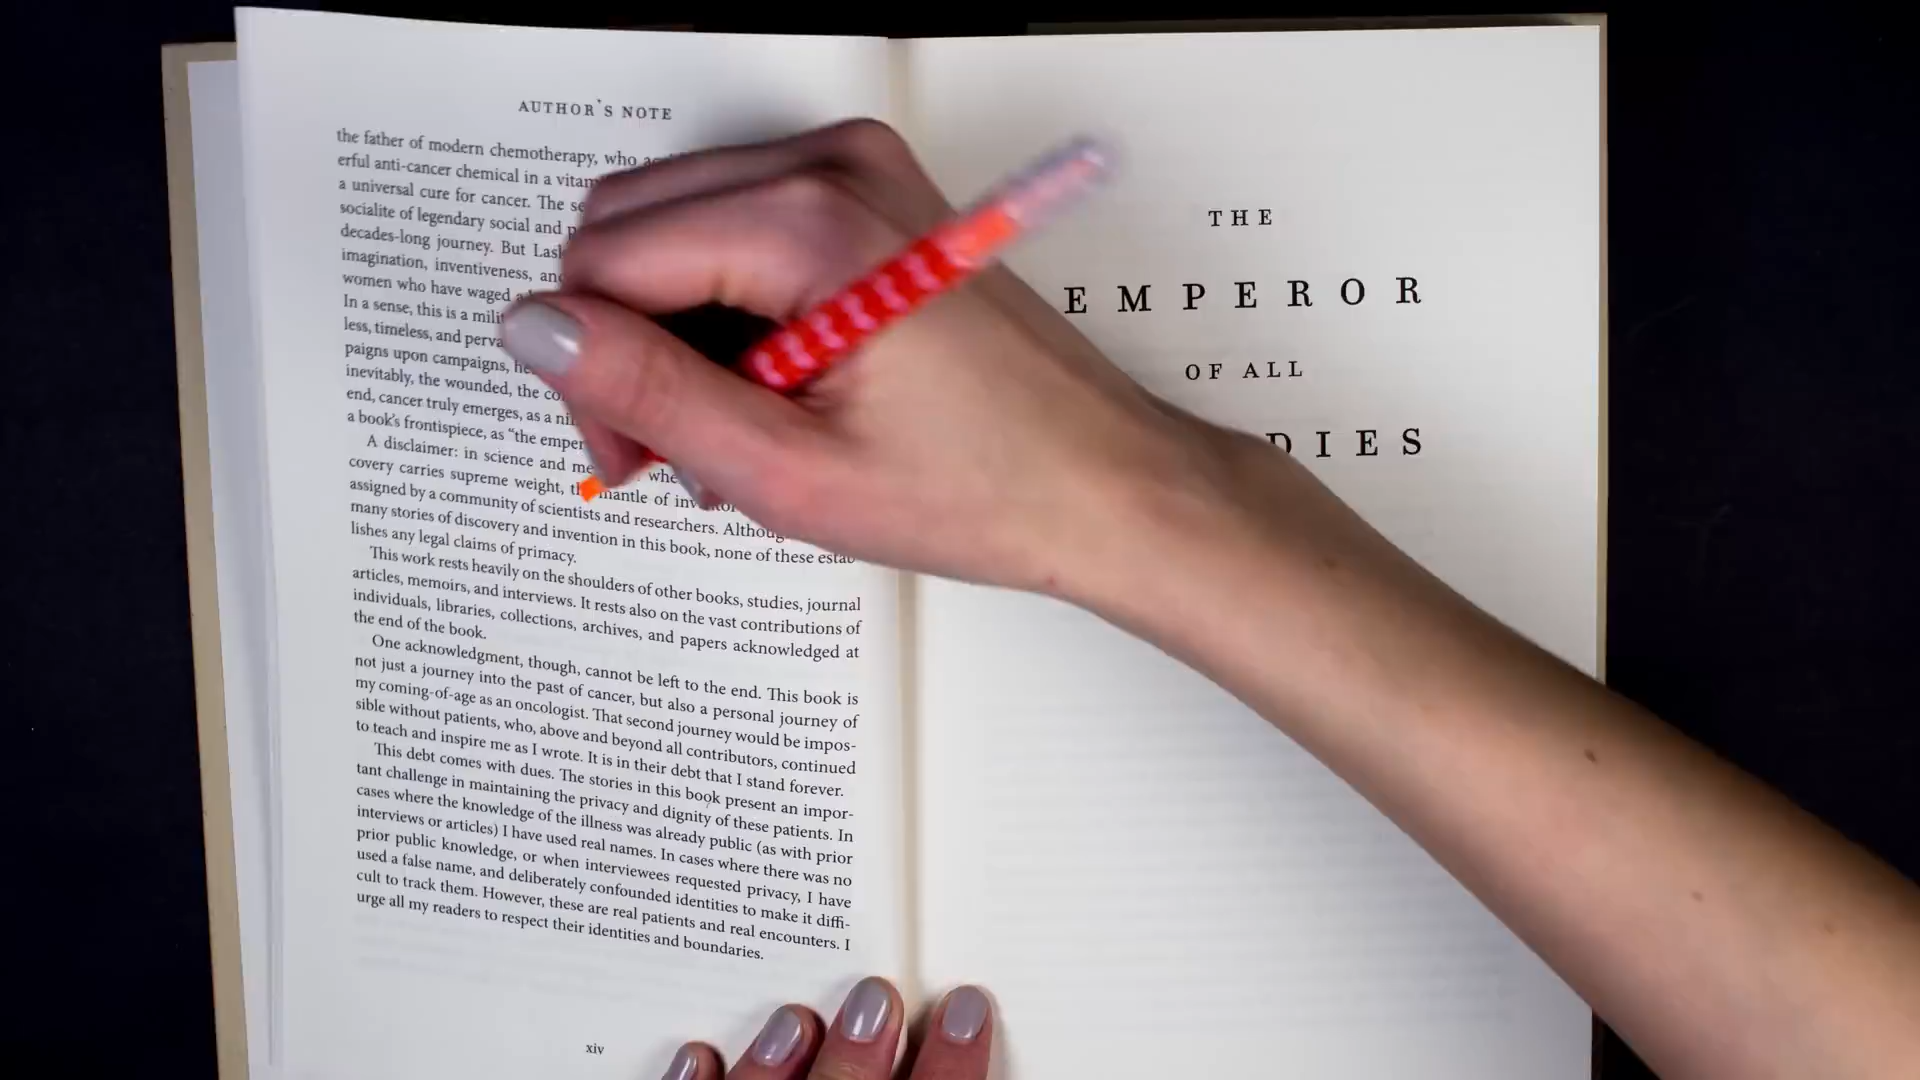 AUTHOR'S NOTE
the father of modern chemotherapy, who
erful anti-cancer chemical in a
a universal cure for cancer. The
socialite of legendary social and
decades-long journey. But
imagination, inventiveness,
women who have waged
In a sense, this is a
less, timeless, and
paigns upon campaigns,
inevitably, the wounded, the
end, cancer truly emerges, as a
a book's frontispiece, as “the
A disclaimer: in science and
covery carries supreme weight, mantle of
assigned by a community of scientists and researchers.
many stories of discovery and invention in this book, none of these estab-
lishes any legal claims of primacy.
This work rests heavily on the shoulders of other books, studies, journal
articles, memoirs, and interviews. It rests also on the vast contributions of
individuals, libraries, collections, archives, and papers acknowledged at
the end of the book.
One acknowledgment, though, cannot be left to the end. This book is
not just a journey into the past of cancer, but also a personal journey of
my coming-of-age as an oncologist. That second journey would be impos-
sible without patients, who, above and beyond all contributors, continued
to teach and inspire me as I wrote. It is in their debt that I stand forever.
This debt comes with dues. The stories in this book present an impor-
tant challenge in maintaining the privacy and dignity of these patients. In
cases where the knowledge of the illness was already public (as with prior
interviews or articles) I have used real names. In cases where there was no
prior public knowledge, or when interviewees requested privacy, I have
used a false name, and deliberately confounded identities to make it diffi-
cult to track them. However, these are real patients and real encounters. I
urge all my readers to respect their identities and boundaries.
xiv
THE
EMPEROR
OF ALL
DIES